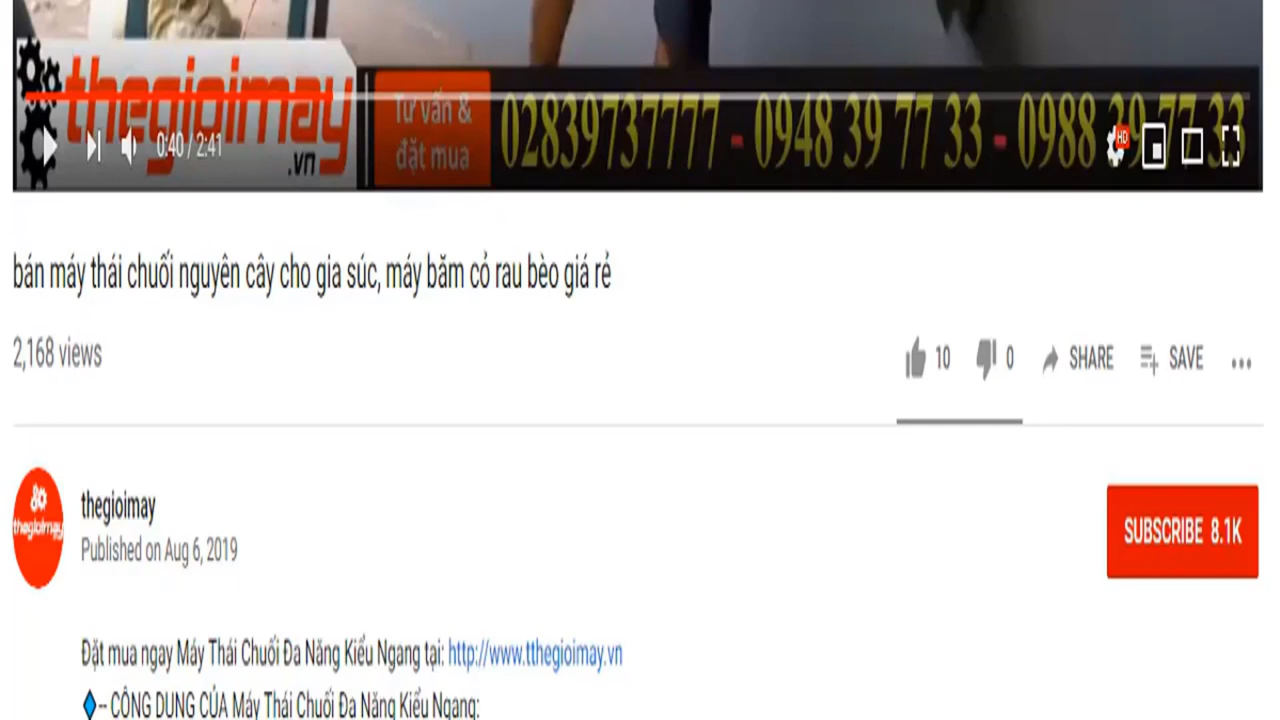 thegioimay
.vn
Tư vấn &
đặt mua
02839737777 - 0948 39 77 33 - 0988 39 77 33
0:40 / 2:41
HD
bán máy thái chuối nguyên cây cho gia súc, máy băm cỏ rau bèo giá rẻ
2,168 views
10 0 SHARE SAVE
thegioimay
thegioimay
Published on Aug 6, 2019
SUBSCRIBE 8.1K
Đặt mua ngay Máy Thái Chuối Đa Năng Kiểu Ngang tại: http://www.tthegioimay.vn
-- CÔNG DỤNG CỦA Máy Thái Chuối Đa Năng Kiểu Ngang: